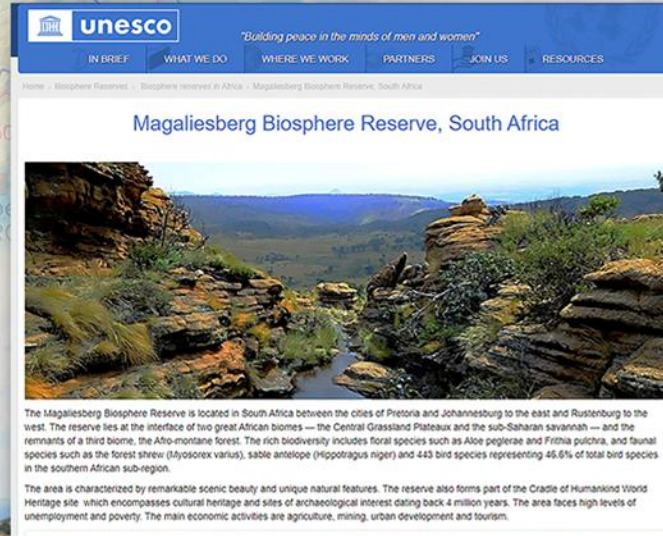 unesco
"Building peace in the minds of men and women"
IN BRIEF WHAT WE DO WHERE WE WORK PARTNERS JOIN US RESOURCES
Home › Biosphere Reserves › Biosphere reserves in Africa › Magaliesberg Biosphere Reserve, South Africa
Magaliesberg Biosphere Reserve, South Africa
The Magaliesberg Biosphere Reserve is located in South Africa between the cities of Pretoria and Johannesburg to the east and Rustenburg to the
west. The reserve lies at the interface of two great African biomes — the Central Grassland Plateaux and the sub-Saharan savannah — and the
remnants of a third biome, the Afro-montane forest. The rich biodiversity includes floral species such as Aloe peglerae and Frithia pulchra, and faunal
species such as the forest shrew (Myosorex varius), sable antelope (Hippotragus niger) and 443 bird species representing 46.6% of total bird species
in the southern African sub-region.
The area is characterized by remarkable scenic beauty and unique natural features. The reserve also forms part of the Cradle of Humankind World
Heritage site which encompasses cultural heritage and sites of archaeological interest dating back 4 million years. The area faces high levels of
unemployment and poverty. The main economic activities are agriculture, mining, urban development and tourism.